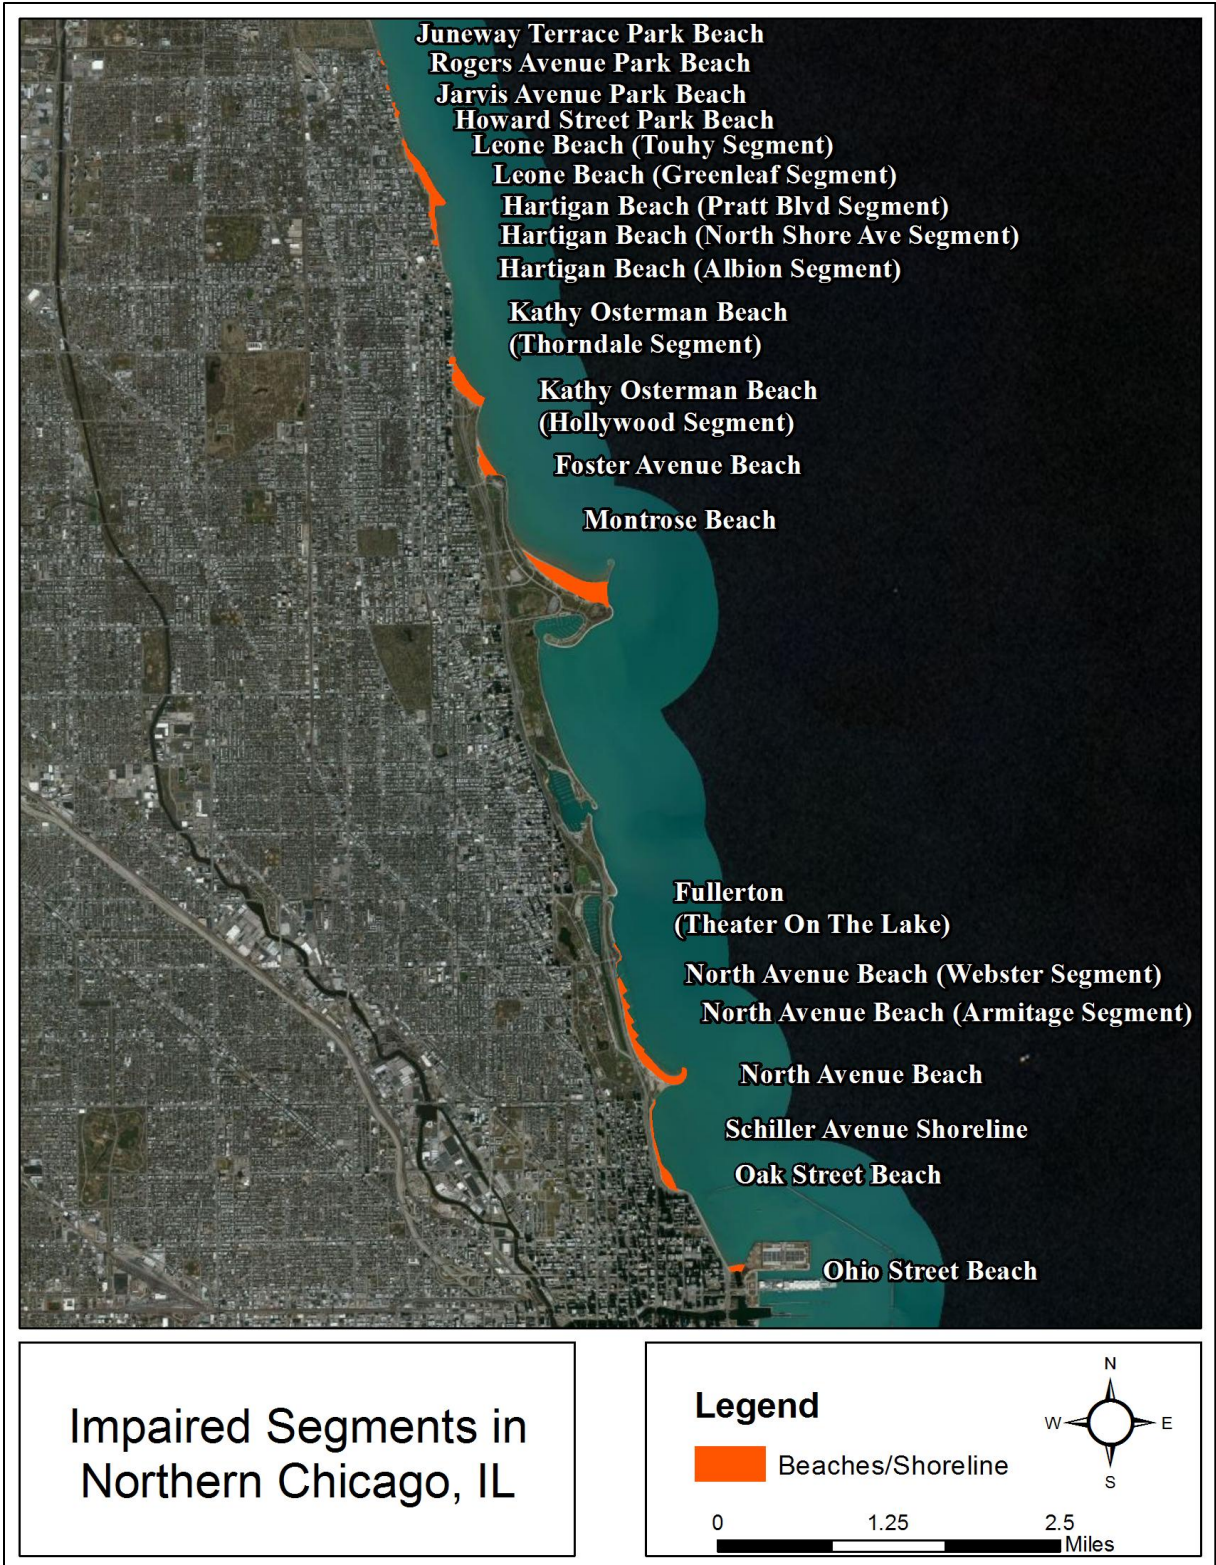 Juneway Terrace Park Beach
Rogers Avenue Park Beach
Jarvis Avenue Park Beach
Howard Street Park Beach
Leone Beach (Touhy Segment)
Leone Beach (Greenleaf Segment)
Hartigan Beach (Pratt Blvd Segment)
Hartigan Beach (North Shore Ave Segment)
Hartigan Beach (Albion Segment)
Kathy Osterman Beach
(Thorndale Segment)
Kathy Osterman Beach
(Hollywood Segment)
Foster Avenue Beach
Montrose Beach
Fullerton
(Theater On The Lake)
North Avenue Beach (Webster Segment)
North Avenue Beach (Armitage Segment)
North Avenue Beach
Schiller Avenue Shoreline
Oak Street Beach
Ohio Street Beach
Impaired Segments in
Northern Chicago, IL
Legend
Beaches/Shoreline
N
W E
S
0 1.25 2.5
Miles